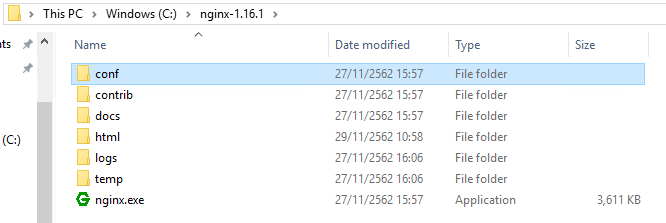 This PC > Windows (C:) > nginx-1.16.1
Name Date modified Type Size
nts
conf 27/11/2562 15:57 File folder
contrib 27/11/2562 15:57 File folder
docs 27/11/2562 15:57 File folder
(C:)
html 29/11/2562 10:58 File folder
logs 27/11/2562 16:06 File folder
temp 27/11/2562 16:06 File folder
nginx.exe 27/11/2562 15:57 Application 3,611 KB